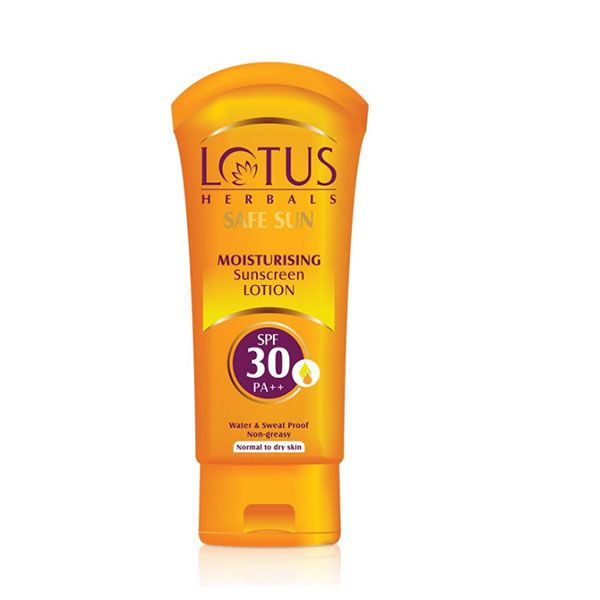 LOTUS
HERBALS
SAFE SUN
MOISTURISING
Sunscreen
LOTION
SPF
30
PA++
Water & Sweat Proof
Non-greasy
Normal to dry skin